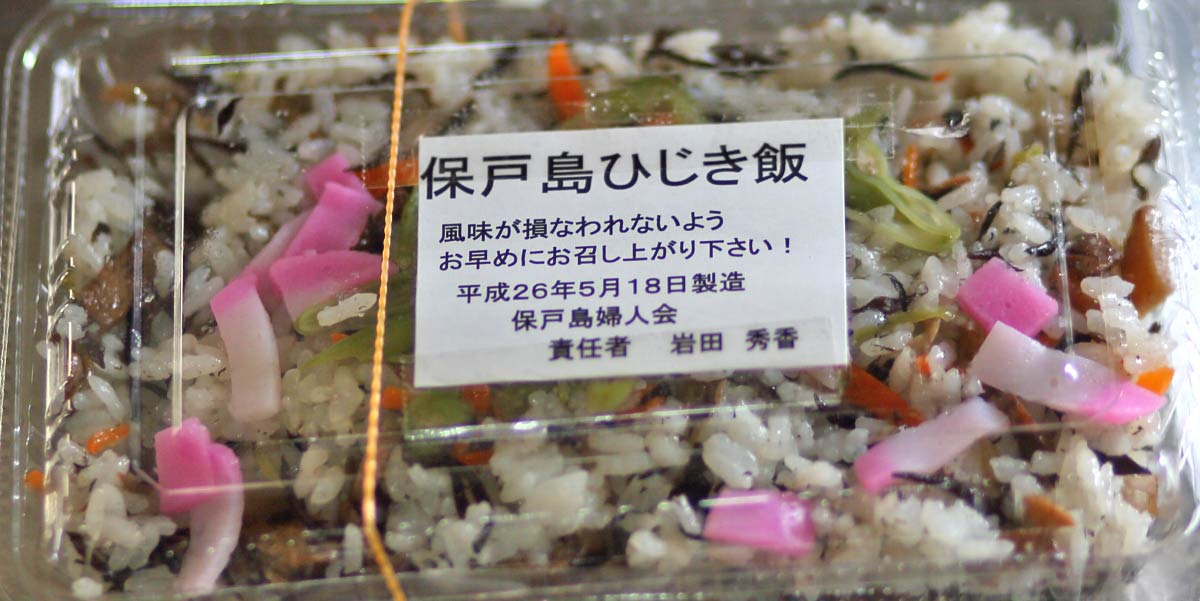 保戸島ひじき飯
風味が損なわれないよう
お早めにお召し上がり下さい！
平成26年5月18日製造
保戸島婦人会
責任者 岩田 秀香